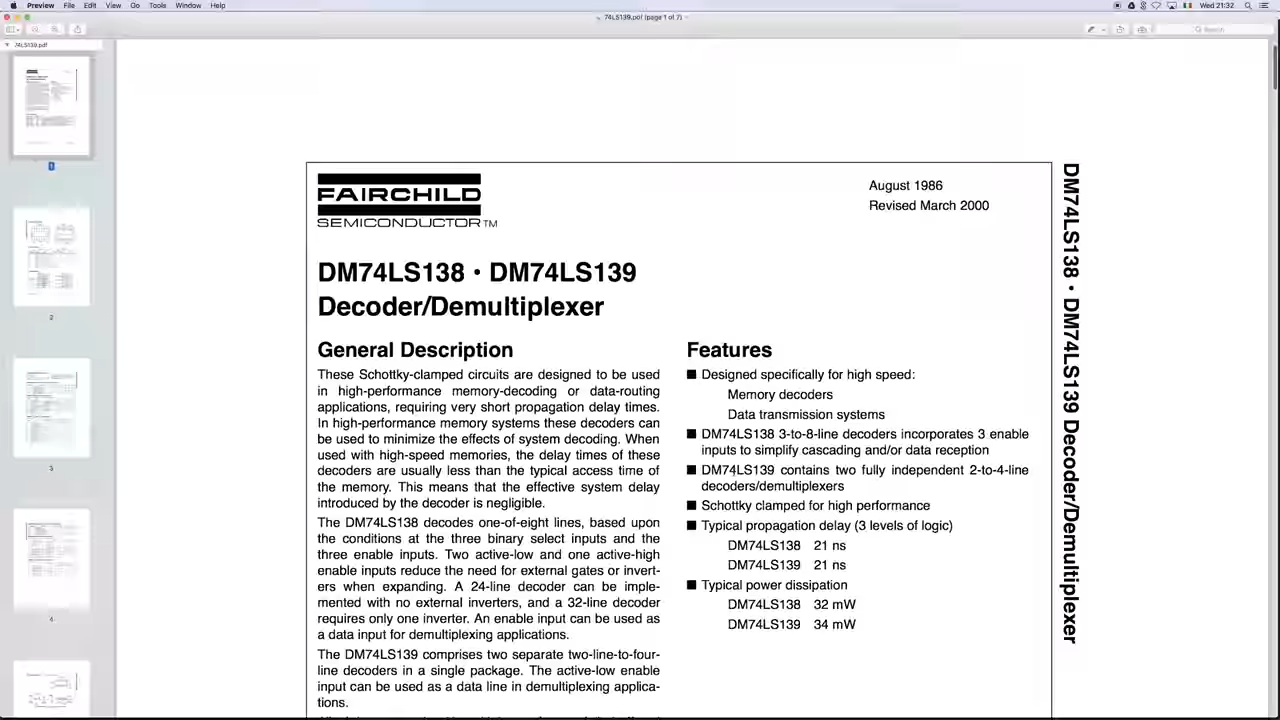 Preview File Edit View Go Tools Window Help
Wed 21:32
74LS139.pdf (page 1 of 7)
Search
74LS139.pdf
1
2
3
4
FAIRCHILD
SEMICONDUCTOR™
August 1986
Revised March 2000
DM74LS138 • DM74LS139
Decoder/Demultiplexer
General Description
These Schottky-clamped circuits are designed to be used
in high-performance memory-decoding or data-routing
applications, requiring very short propagation delay times.
In high-performance memory systems these decoders can
be used to minimize the effects of system decoding. When
used with high-speed memories, the delay times of these
decoders are usually less than the typical access time of
the memory. This means that the effective system delay
introduced by the decoder is negligible.
The DM74LS138 decodes one-of-eight lines, based upon
the conditions at the three binary select inputs and the
three enable inputs. Two active-low and one active-high
enable inputs reduce the need for external gates or invert-
ers when expanding. A 24-line decoder can be imple-
mented with no external inverters, and a 32-line decoder
requires only one inverter. An enable input can be used as
a data input for demultiplexing applications.
The DM74LS139 comprises two separate two-line-to-four-
line decoders in a single package. The active-low enable
input can be used as a data line in demultiplexing applica-
tions.
Features
■ Designed specifically for high speed:
Memory decoders
Data transmission systems
■ DM74LS138 3-to-8-line decoders incorporates 3 enable
inputs to simplify cascading and/or data reception
■ DM74LS139 contains two fully independent 2-to-4-line
decoders/demultiplexers
■ Schottky clamped for high performance
■ Typical propagation delay (3 levels of logic)
DM74LS138 21 ns
DM74LS139 21 ns
■ Typical power dissipation
DM74LS138 32 mW
DM74LS139 34 mW
DM74LS138 • DM74LS139 Decoder/Demultiplexer